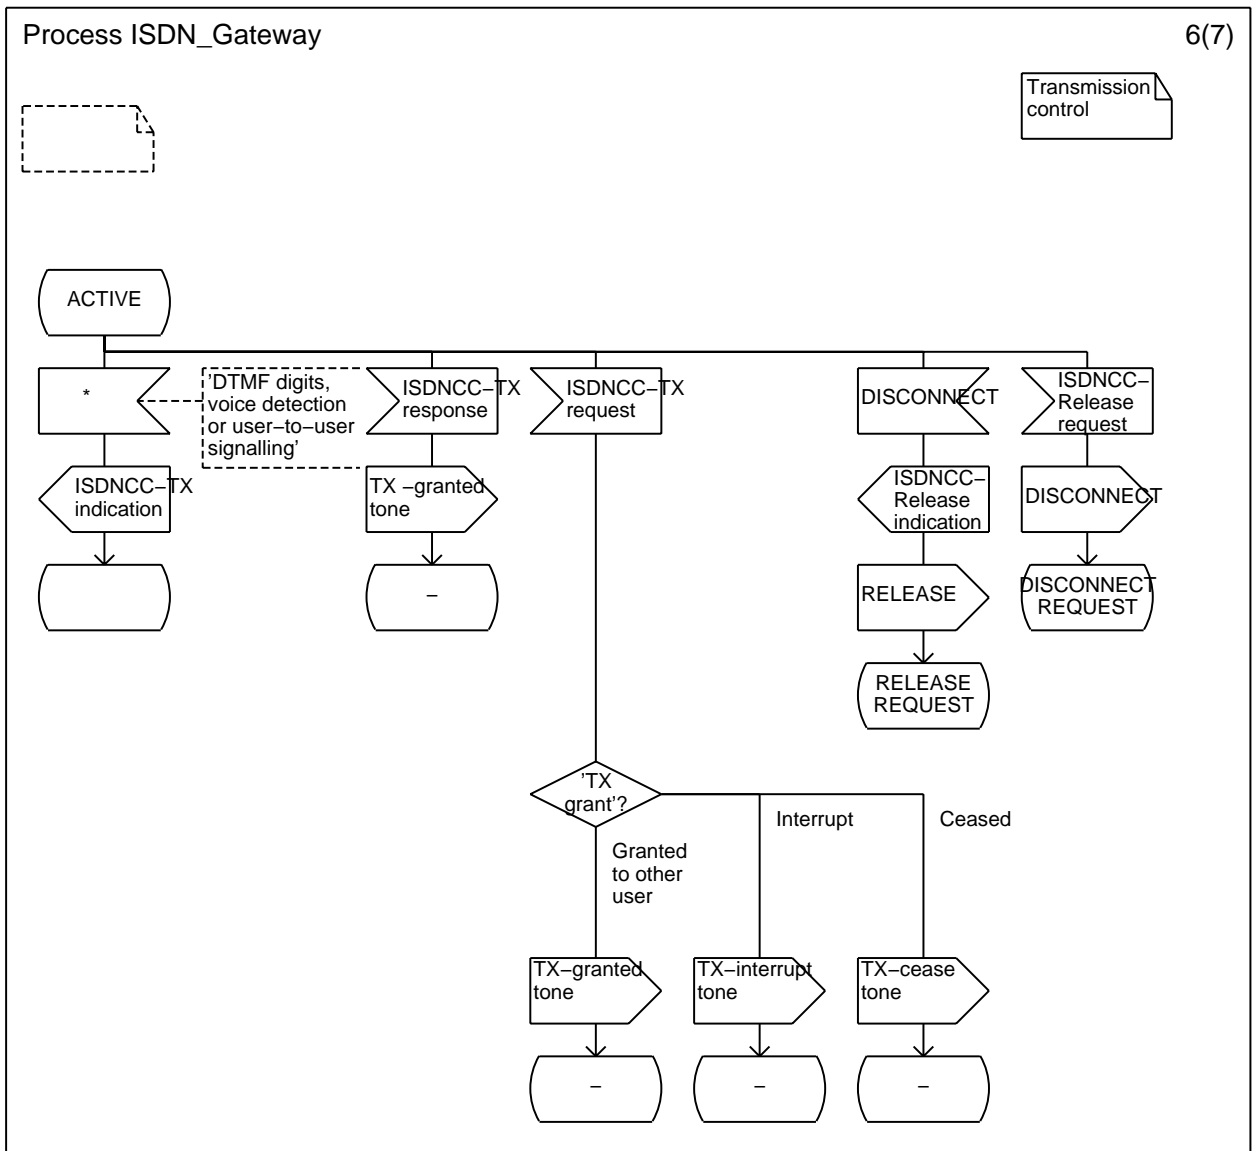 Process ISDN_Gateway
6(7)
Transmission
control
ACTIVE
*
'DTMF digits,
voice detection
or user–to–user
signalling'
ISDNCC–TX
response
ISDNCC–TX
request
DISCONNECT
ISDNCC–
Release
request
ISDNCC–TX
indication
TX –granted
tone
ISDNCC–
Release
indication
DISCONNECT
–
RELEASE
DISCONNECT
REQUEST
RELEASE
REQUEST
'TX
grant'?
Interrupt
Ceased
Granted
to other
user
TX–granted
tone
TX–interrupt
tone
TX–cease
tone
–
–
–